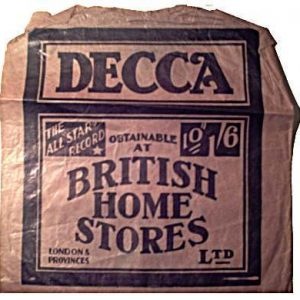 DECCA
THE ALL STAR RECORD
OBTAINABLE AT
1/6
BRITISH
HOME
STORES
LTD
LONDON &
PROVINCES